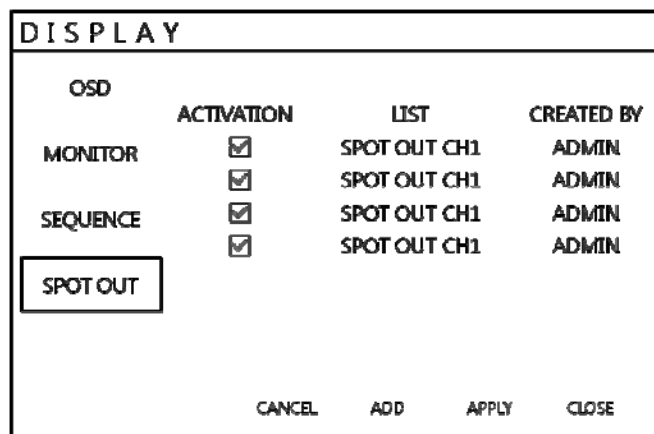 DISPLAY
OSD
ACTIVATION LIST CREATED BY
MONITOR SPOT OUT CH1 ADMIN
SPOT OUT CH1 ADMIN
SEQUENCE SPOT OUT CH1 ADMIN
SPOT OUT CH1 ADMIN
SPOT OUT
CANCEL ADD APPLY CLOSE